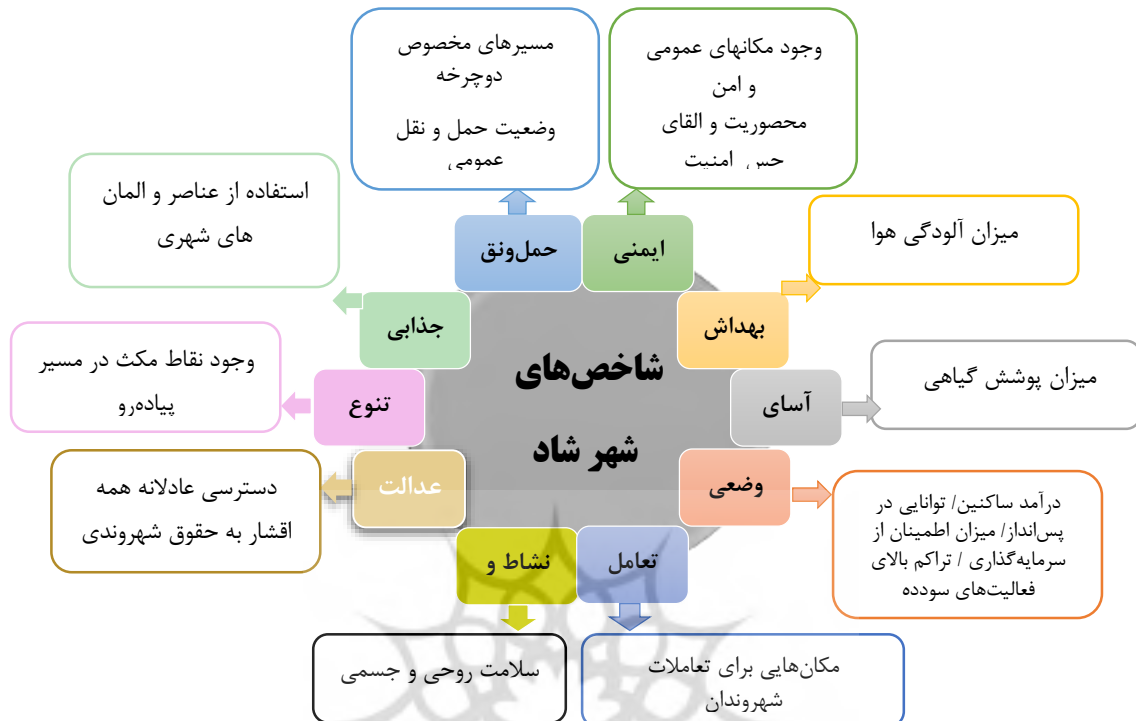 وجود مکانهای عمومی
و امن
محصوریت و القای
حس امنیت
مسیرهای مخصوص
دوچرخه
وضعیت حمل و نقل
عمومی
استفاده از عناصر و المان
های شهری
حمل‌ونق
ایمنی
میزان آلودگی هوا
جذابی
بهداش
وجود نقاط مکث در مسیر
پیاده‌رو
تنوع
شاخص‌های
شهر شاد
آسای
میزان پوشش گیاهی
دسترسی عادلانه همه
اقشار به حقوق شهروندی
عدالت
وضعی
درآمد ساکنین/ توانایی در
پس‌انداز/ میزان اطمینان از
سرمایه‌گذاری / تراکم بالای
فعالیت‌های سودده
نشاط و
تعامل
سلامت روحی و جسمی
مکان‌هایی برای تعاملات
شهروندان